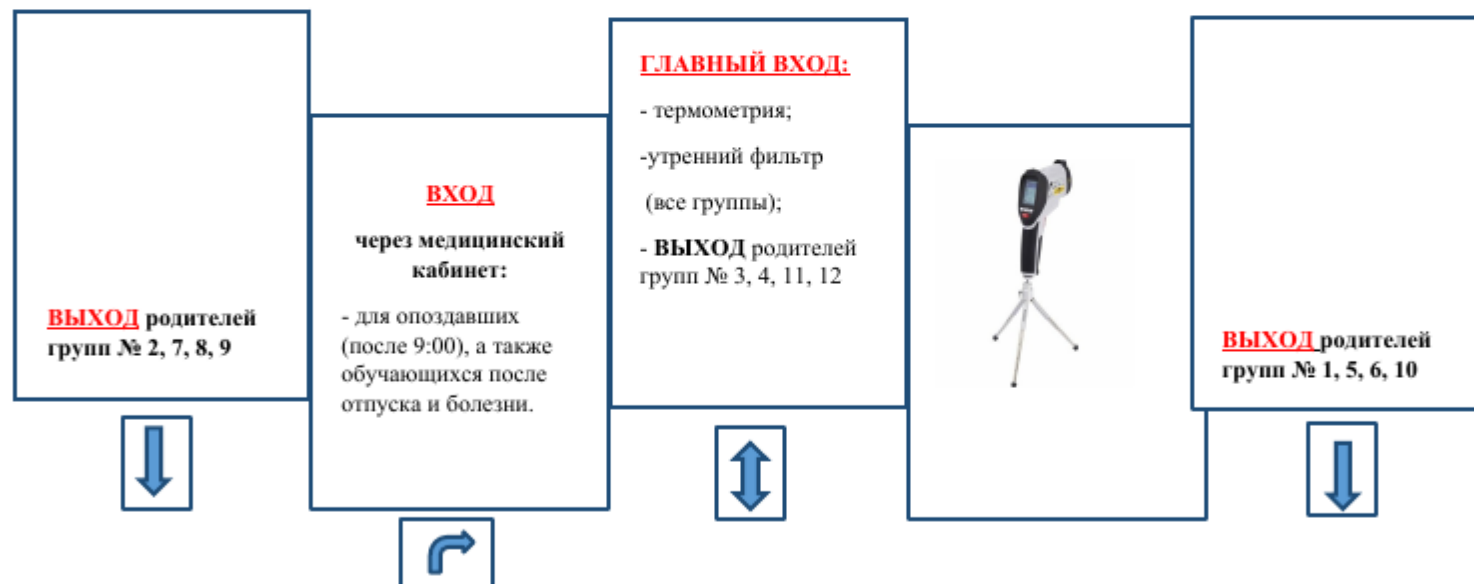 ВЫХОД родителей
групп № 2, 7, 8, 9
ВХОД
через медицинский
кабинет:
- для опоздавших
(после 9:00), а также
обучающихся после
отпуска и болезни.
ГЛАВНЫЙ ВХОД:
- термометрия;
-утренний фильтр
(все группы);
- ВЫХОД родителей
групп № 3, 4, 11, 12
ВЫХОД родителей
групп № 1, 5, 6, 10